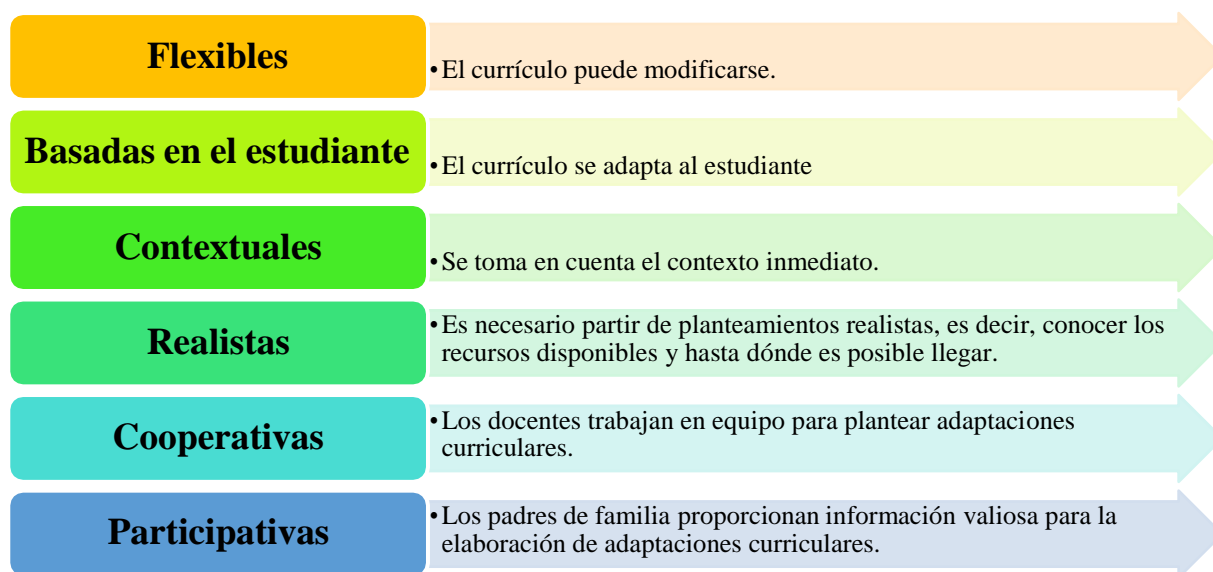 Flexibles
•El currículo puede modificarse.
Basadas en el estudiante
•El currículo se adapta al estudiante
Contextuales
•Se toma en cuenta el contexto inmediato.
Realistas
•Es necesario partir de planteamientos realistas, es decir, conocer los
recursos disponibles y hasta dónde es posible llegar.
Cooperativas
•Los docentes trabajan en equipo para plantear adaptaciones
curriculares.
Participativas
•Los padres de familia proporcionan información valiosa para la
elaboración de adaptaciones curriculares.